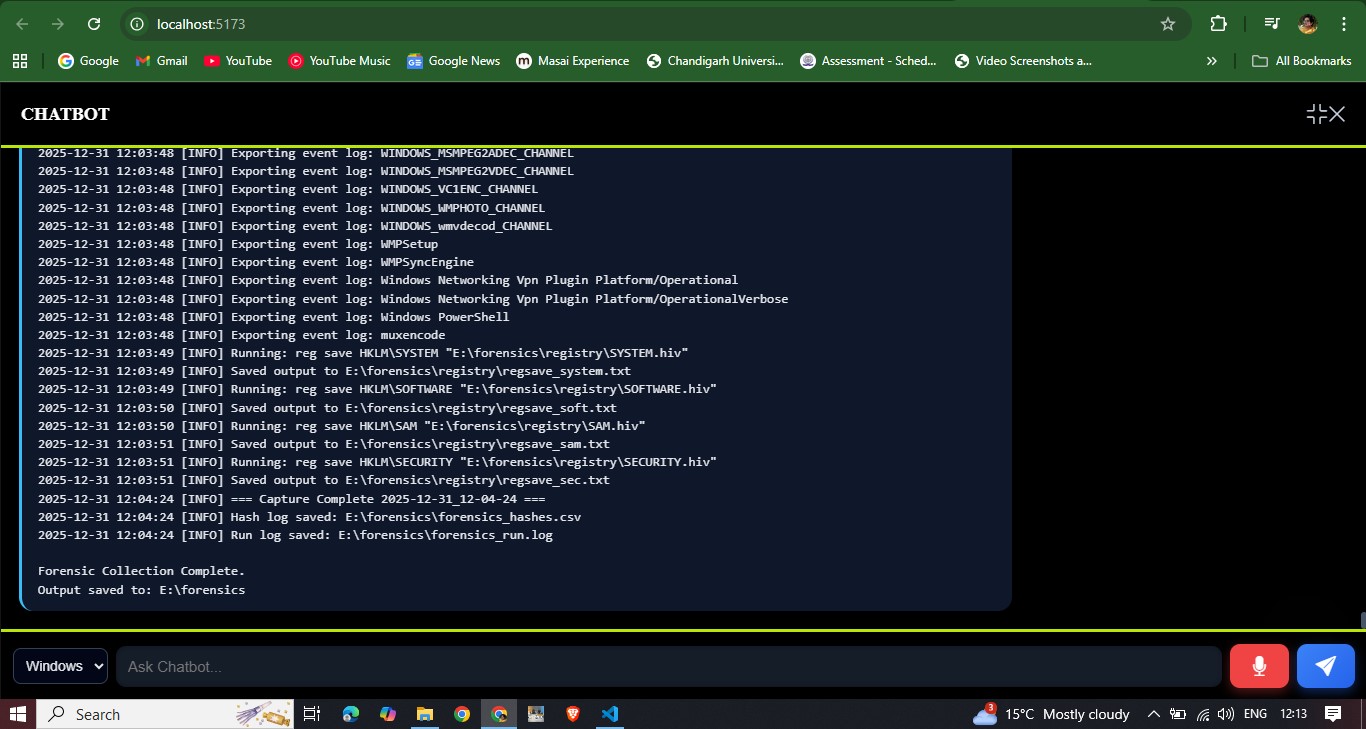 localhost:5173
Google Gmail YouTube YouTube Music Google News Masai Experience Chandigarh Universi... Assessment - Sched... Video Screenshots a... » All Bookmarks
CHATBOT
2025-12-31 12:03:48 [INFO] Exporting event log: WINDOWS_MSMPEG2ADEC_CHANNEL
2025-12-31 12:03:48 [INFO] Exporting event log: WINDOWS_MSMPEG2VDEC_CHANNEL
2025-12-31 12:03:48 [INFO] Exporting event log: WINDOWS_VC1ENC_CHANNEL
2025-12-31 12:03:48 [INFO] Exporting event log: WINDOWS_WMPHOTO_CHANNEL
2025-12-31 12:03:48 [INFO] Exporting event log: WINDOWS_wmvdecod_CHANNEL
2025-12-31 12:03:48 [INFO] Exporting event log: WMPSetup
2025-12-31 12:03:48 [INFO] Exporting event log: WMPSyncEngine
2025-12-31 12:03:48 [INFO] Exporting event log: Windows Networking Vpn Plugin Platform/Operational
2025-12-31 12:03:48 [INFO] Exporting event log: Windows Networking Vpn Plugin Platform/OperationalVerbose
2025-12-31 12:03:48 [INFO] Exporting event log: Windows PowerShell
2025-12-31 12:03:48 [INFO] Exporting event log: muxencode
2025-12-31 12:03:49 [INFO] Running: reg save HKLM\SYSTEM "E:\forensics\registry\SYSTEM.hiv"
2025-12-31 12:03:49 [INFO] Saved output to E:\forensics\registry\regsave_system.txt
2025-12-31 12:03:49 [INFO] Running: reg save HKLM\SOFTWARE "E:\forensics\registry\SOFTWARE.hiv"
2025-12-31 12:03:50 [INFO] Saved output to E:\forensics\registry\regsave_soft.txt
2025-12-31 12:03:50 [INFO] Running: reg save HKLM\SAM "E:\forensics\registry\SAM.hiv"
2025-12-31 12:03:51 [INFO] Saved output to E:\forensics\registry\regsave_sam.txt
2025-12-31 12:03:51 [INFO] Running: reg save HKLM\SECURITY "E:\forensics\registry\SECURITY.hiv"
2025-12-31 12:03:51 [INFO] Saved output to E:\forensics\registry\regsave_sec.txt
2025-12-31 12:04:24 [INFO] === Capture Complete 2025-12-31_12-04-24 ===
2025-12-31 12:04:24 [INFO] Hash log saved: E:\forensics\forensics_hashes.csv
2025-12-31 12:04:24 [INFO] Run log saved: E:\forensics\forensics_run.log
Forensic Collection Complete.
Output saved to: E:\forensics
Windows Ask Chatbot...
Search 3 15°C Mostly cloudy ENG 12:13